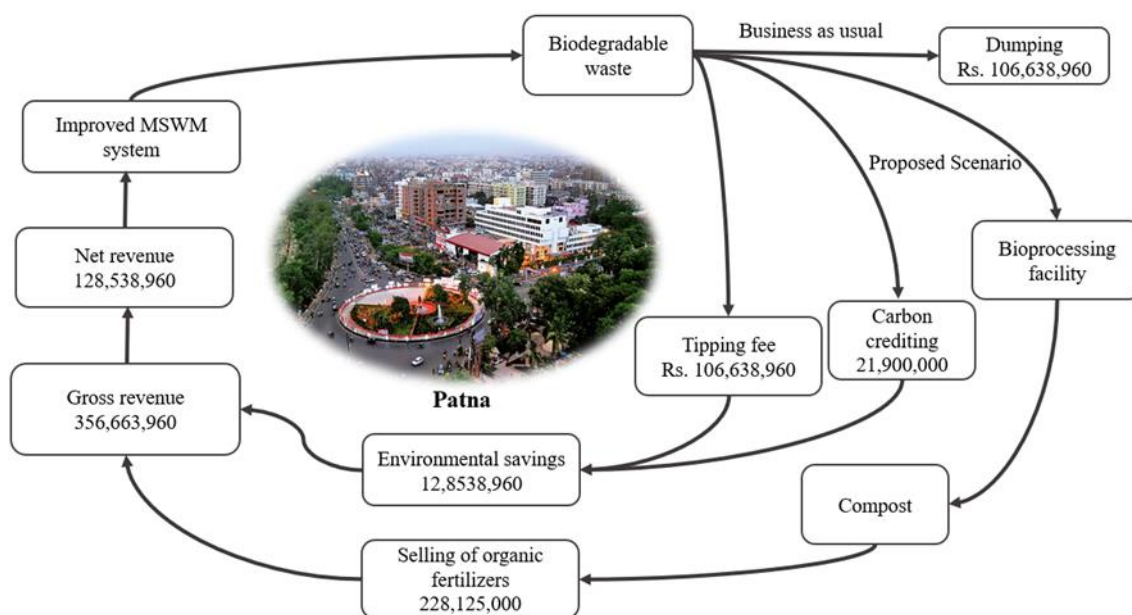 Biodegradable
waste
Business as usual
Dumping
Rs. 106,638,960
Improved MSWM
system
Proposed Scenario
Net revenue
128,538,960
Bioprocessing
facility
Tipping fee
Rs. 106,638,960
Carbon
crediting
21,900,000
Gross revenue
356,663,960
Patna
Environmental savings
12,8538,960
Compost
Selling of organic
fertilizers
228,125,000